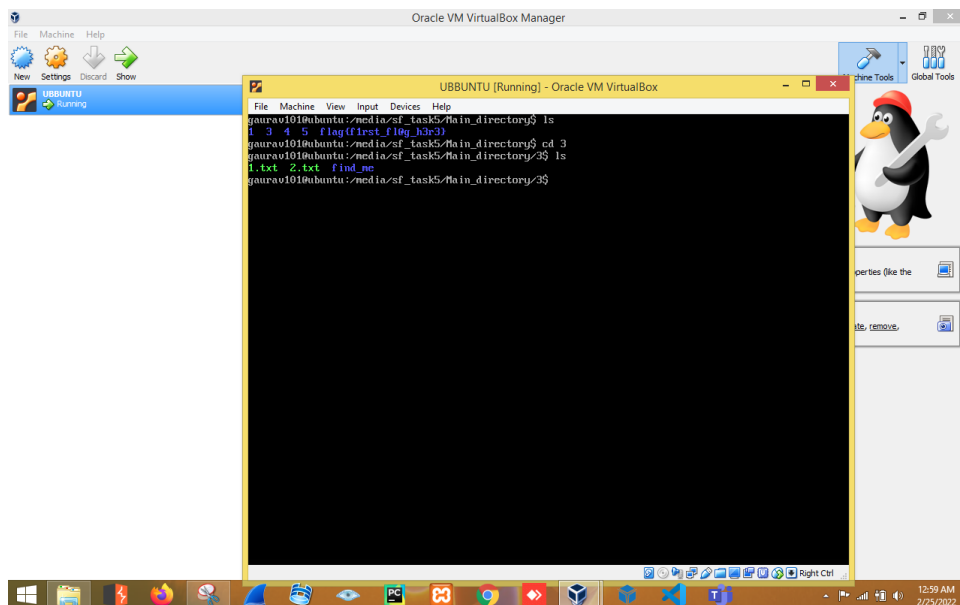 Oracle VM VirtualBox Manager
File Machine Help
New Settings Discard Show
Machine Tools Global Tools
UBBUNTU
Running
UBBUNTU [Running] - Oracle VM VirtualBox
File Machine View Input Devices Help
gaurav101@ubuntu:/media/sf_task5/Main_directory$ ls
1 3 4 5 flag{f1rst_fl@g_h3r3}
gaurav101@ubuntu:/media/sf_task5/Main_directory$ cd 3
gaurav101@ubuntu:/media/sf_task5/Main_directory/3$ ls
1.txt 2.txt find_me
gaurav101@ubuntu:/media/sf_task5/Main_directory/3$
(like the
remove,
Right Ctrl
PC
12:59 AM
2/25/2022